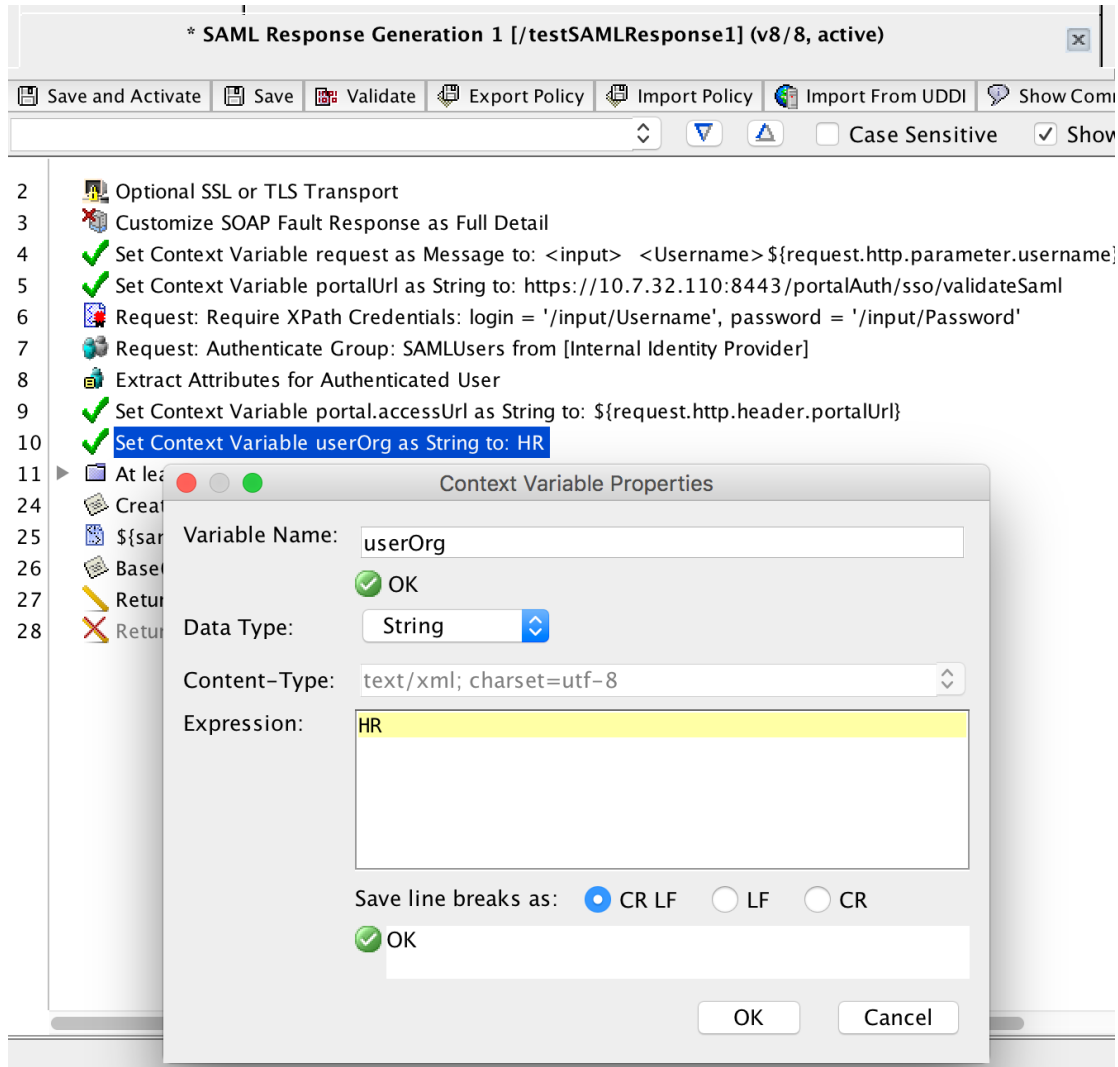 * SAML Response Generation 1 [/testSAMLResponse1] (v8/8, active)
Save and Activate Save Validate Export Policy Import Policy Import From UDDI Show Comm
Case Sensitive Show
2 Optional SSL or TLS Transport
3 Customize SOAP Fault Response as Full Detail
4 Set Context Variable request as Message to: <input> <Username>${request.http.parameter.username}
5 Set Context Variable portalUrl as String to: https://10.7.32.110:8443/portalAuth/sso/validateSaml
6 Request: Require XPath Credentials: login = '/input/Username', password = '/input/Password'
7 Request: Authenticate Group: SAMLUsers from [Internal Identity Provider]
8 Extract Attributes for Authenticated User
9 Set Context Variable portal.accessUrl as String to: ${request.http.header.portalUrl}
10 Set Context Variable userOrg as String to: HR
11 At lea
24 Creat
25 ${sar
26 Base
27 Retur
28 Retur
Context Variable Properties
Variable Name: userOrg
OK
Data Type: String
Content-Type: text/xml; charset=utf-8
Expression: HR
Save line breaks as: CR LF LF CR
OK
OK Cancel